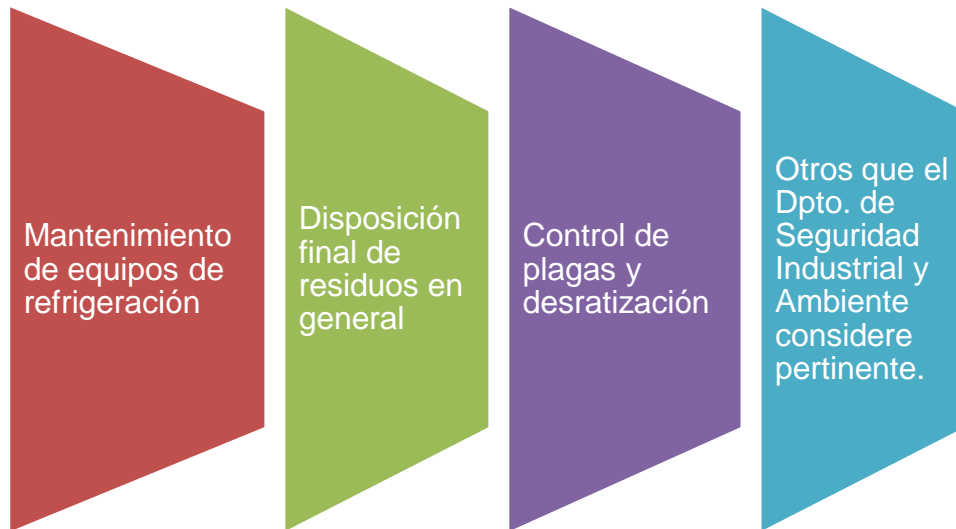 Mantenimiento
de equipos de
refrigeración
Disposición
final de
residuos en
general
Control de
plagas y
desratización
Otros que el
Dpto. de
Seguridad
Industrial y
Ambiente
considere
pertinente.